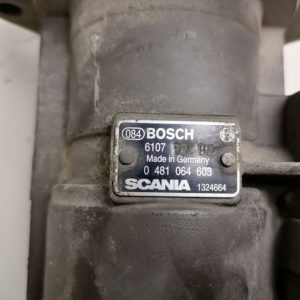 084 BOSCH
6107
Made in Germany
0 481 064 603
SCANIA 1324664